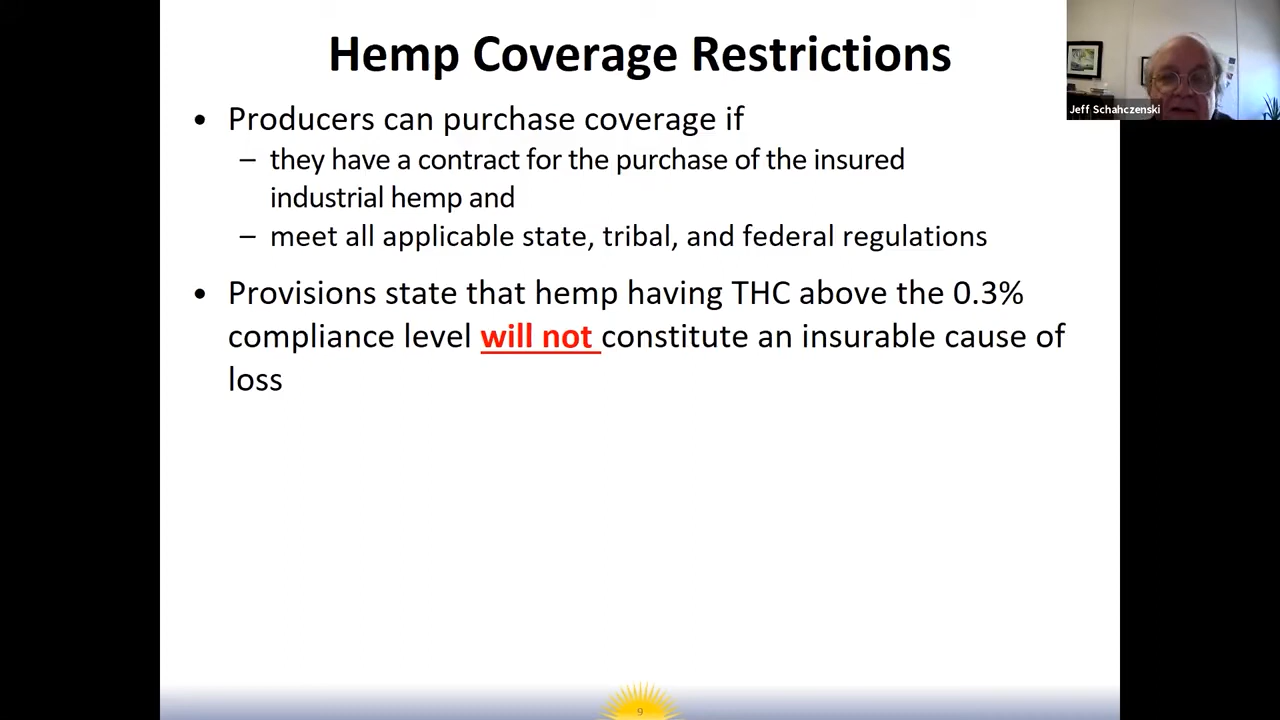 Hemp Coverage Restrictions
Jeff Schahczenski
• Producers can purchase coverage if
– they have a contract for the purchase of the insured
industrial hemp and
– meet all applicable state, tribal, and federal regulations
• Provisions state that hemp having THC above the 0.3%
compliance level will not constitute an insurable cause of
loss
9